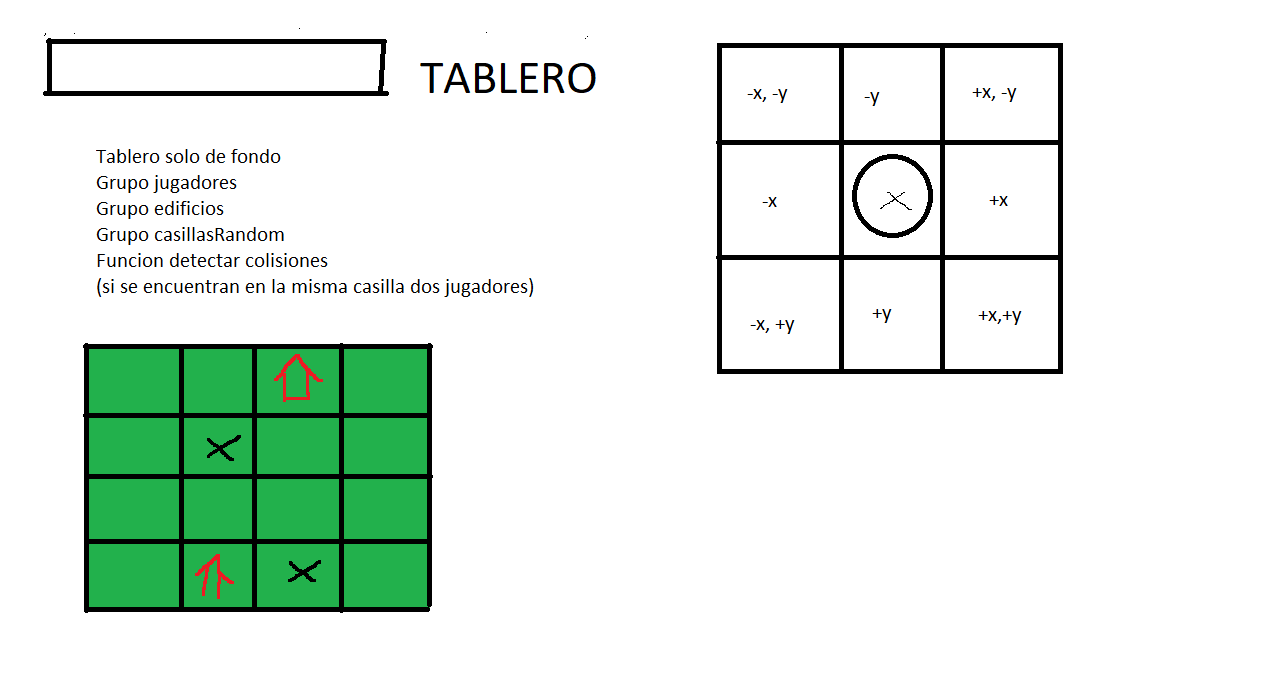 TABLERO
Tablero solo de fondo
Grupo jugadores
Grupo edificios
Grupo casillasRandom
Funcion detectar colisiones
(si se encuentran en la misma casilla dos jugadores)
-x, -y
-y
+x, -y
-x
+x
-x, +y
+y
+x,+y